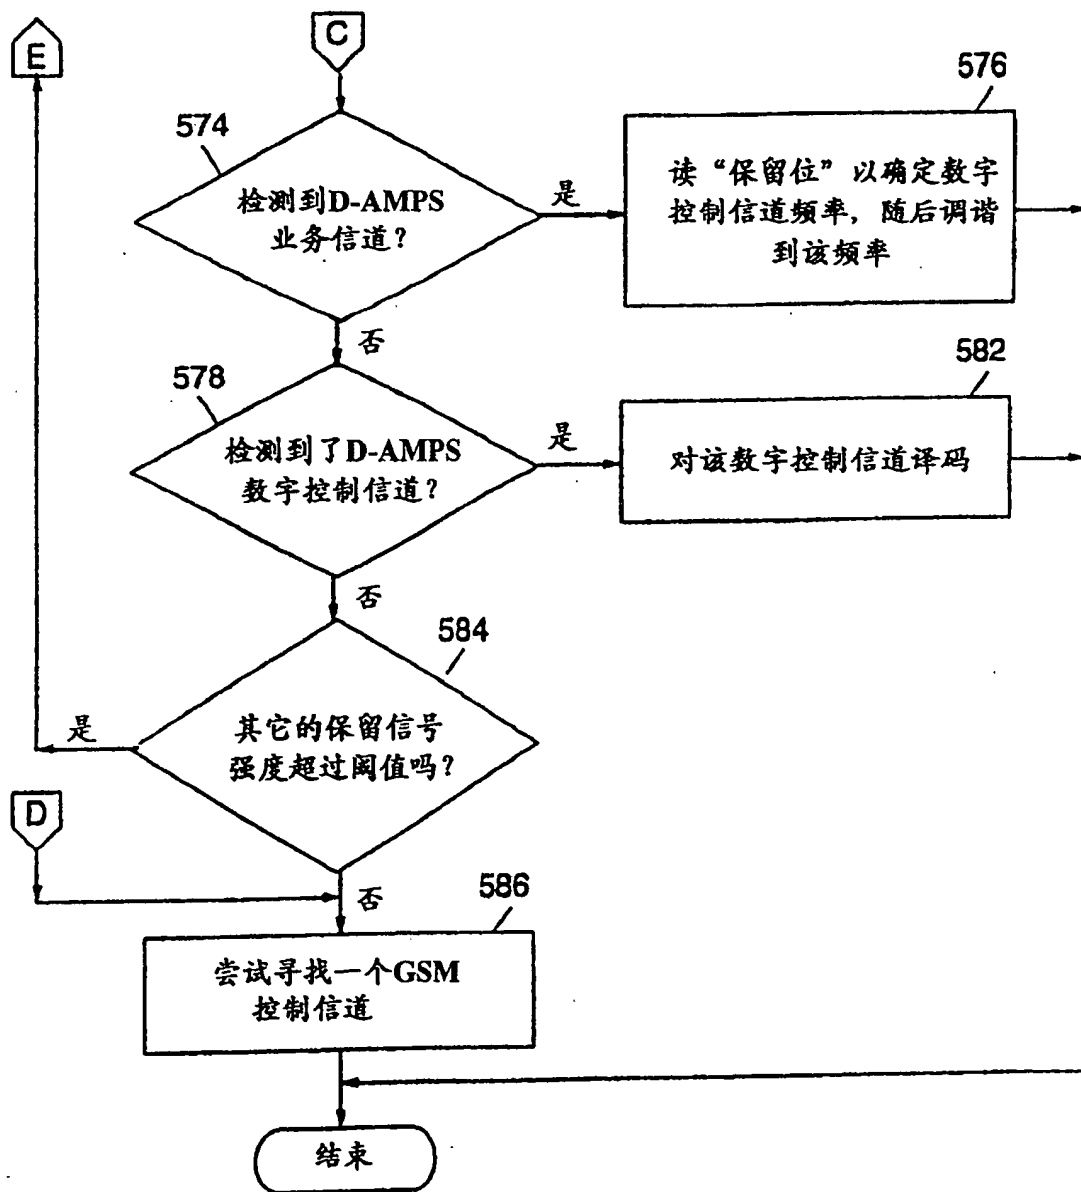 E
C
574
576
检测到D-AMPS
业务信道？
是
读“保留位”以确定数字
控制信道频率，随后调谐
到该频率
否
578
582
检测到了D-AMPS
数字控制信道？
是
对该数字控制信道译码
否
584
是
其它的保留信号
强度超过阈值吗？
D
否
586
尝试寻找一个GSM
控制信道
结束